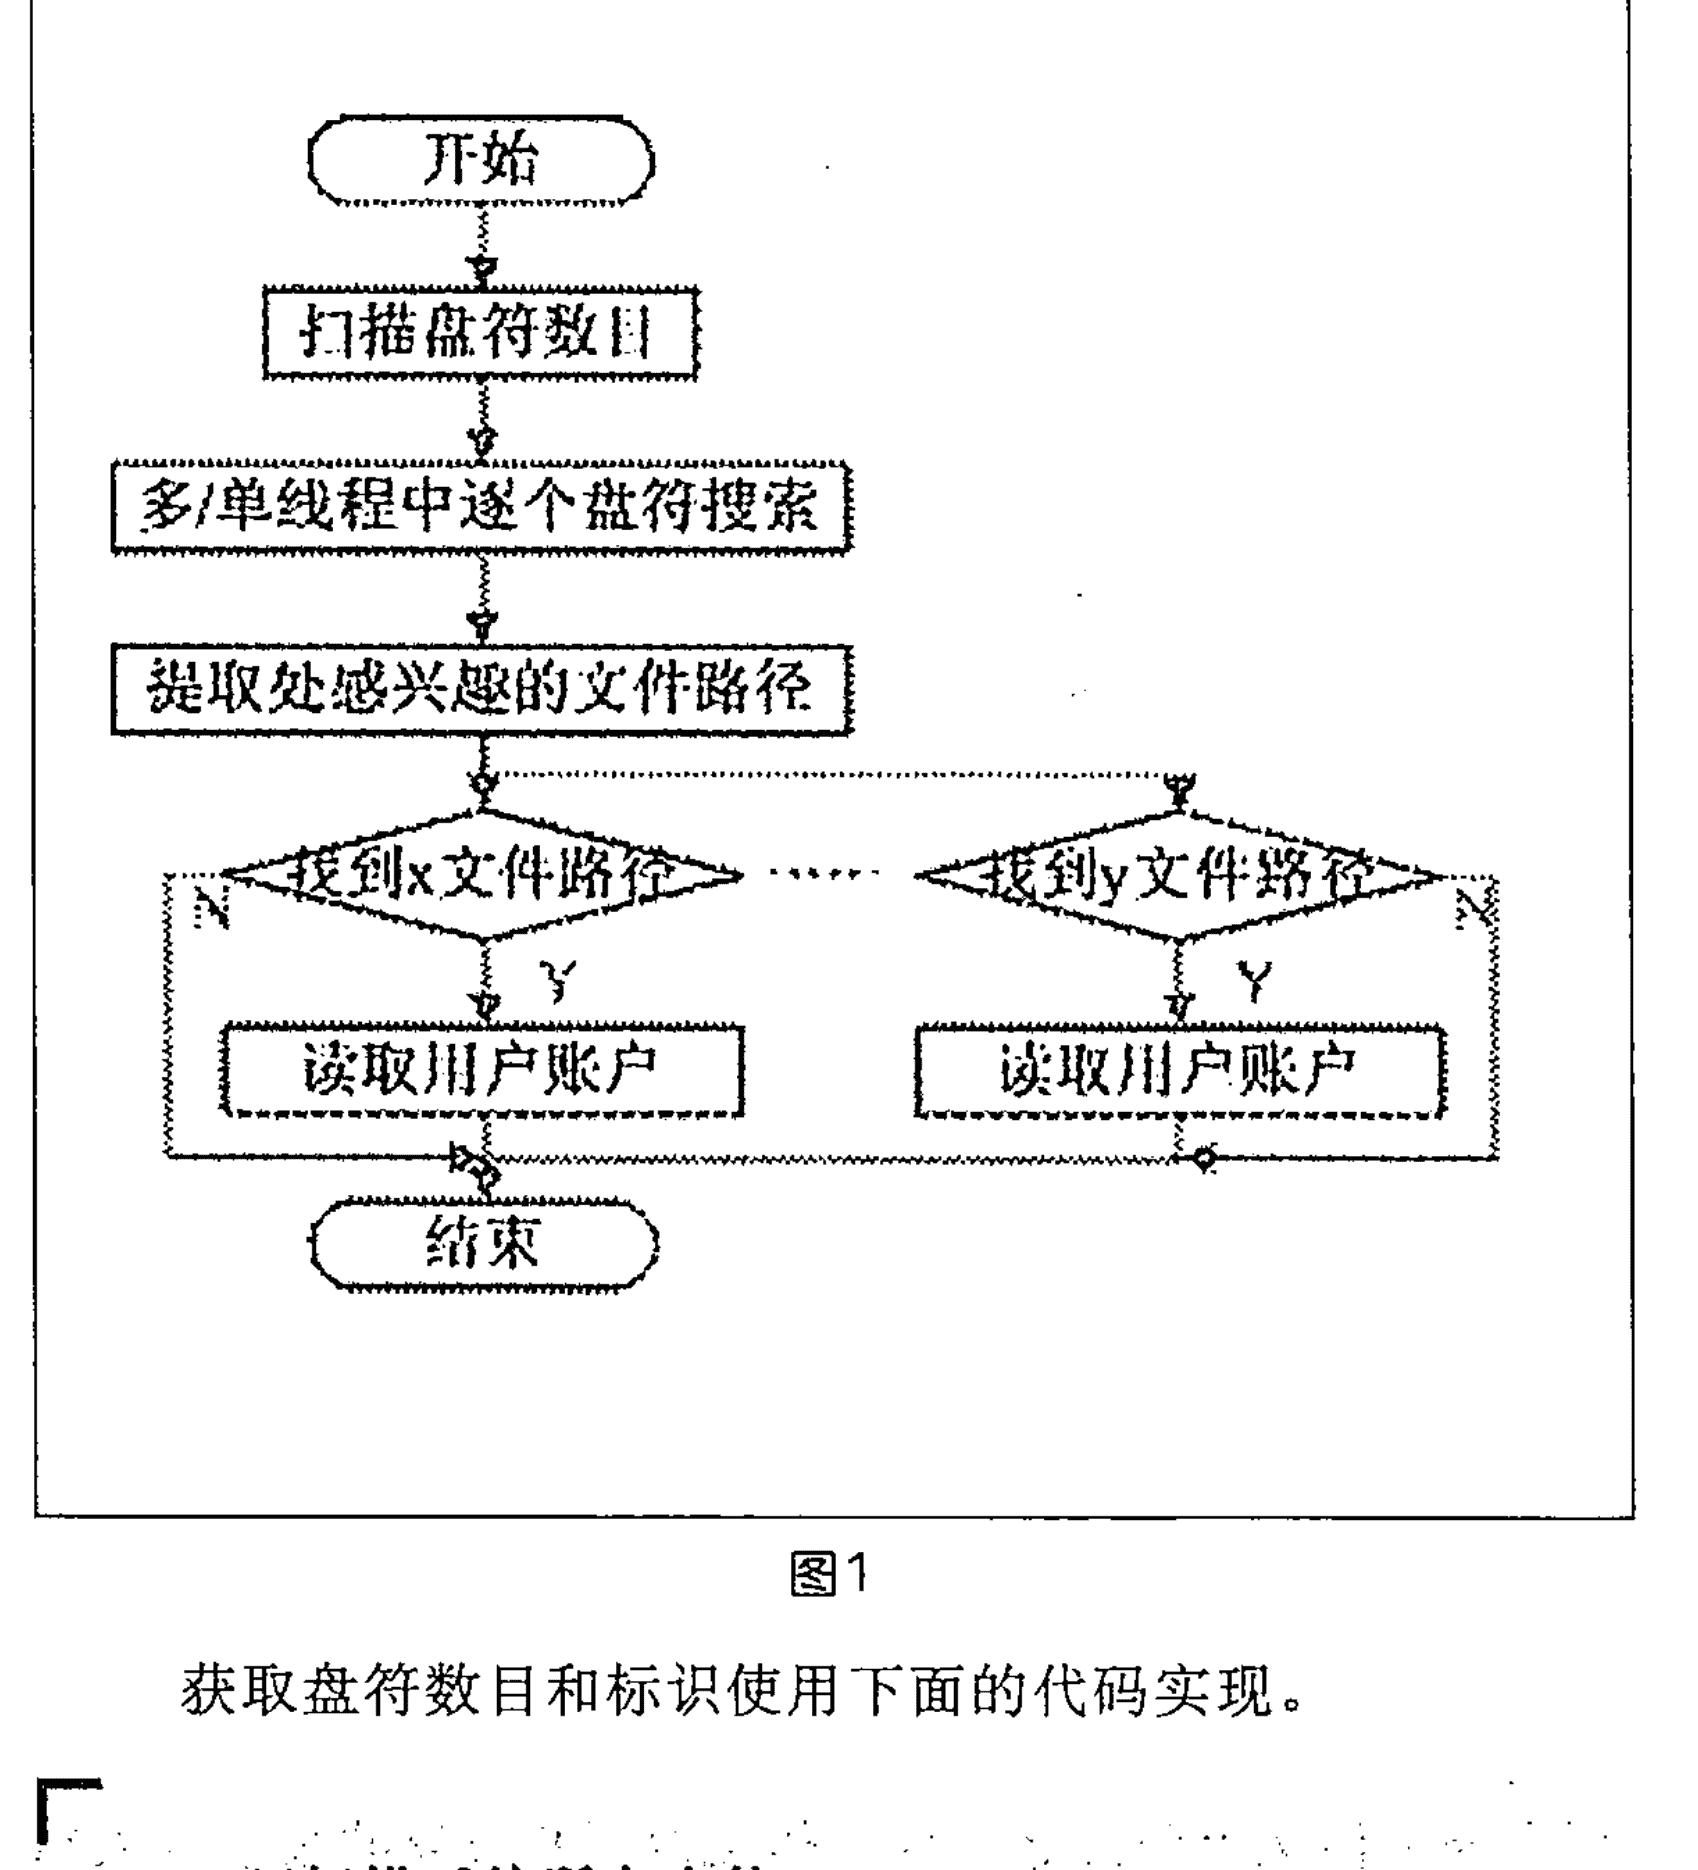 开始
扫描盘符数目
多/单线程中逐个盘符搜索
提取处感兴趣的文件路径
找到x文件路径 ······ 找到y文件路径
N N
Y Y
读取用户账户 读取用户账户
结束
图1
获取盘符数目和标识使用下面的代码实现。